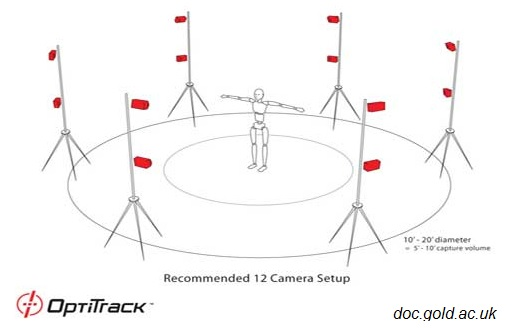 10' - 20' diameter
= 5' - 10' capture volume
Recommended 12 Camera Setup
OPTITRACK™
doc.gold.ac.uk